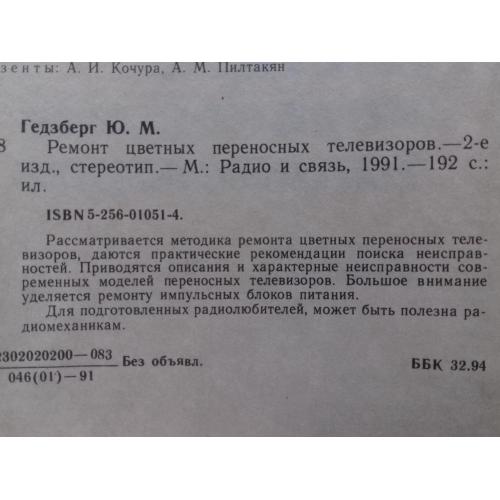 зенты: А. И. Кочура, А. М. Пилтакян
Гедзберг Ю. М.
8
Ремонт цветных переносных телевизоров.—2-е
изд., стереотип.— М.: Радио и связь, 1991.—192 с.:
ил.
ISBN 5-256-01051-4.
Рассматривается методика ремонта цветных переносных теле-
визоров, даются практические рекомендации поиска неисправ-
ностей. Приводятся описания и характерные неисправности сов-
ременных моделей переносных телевизоров. Большое внимание
уделяется ремонту импульсных блоков питания.
Для подготовленных радиолюбителей, может быть полезна ра-
диомеханикам.
2302020200—083
046(01)—91
Без объявл.
ББК 32.94